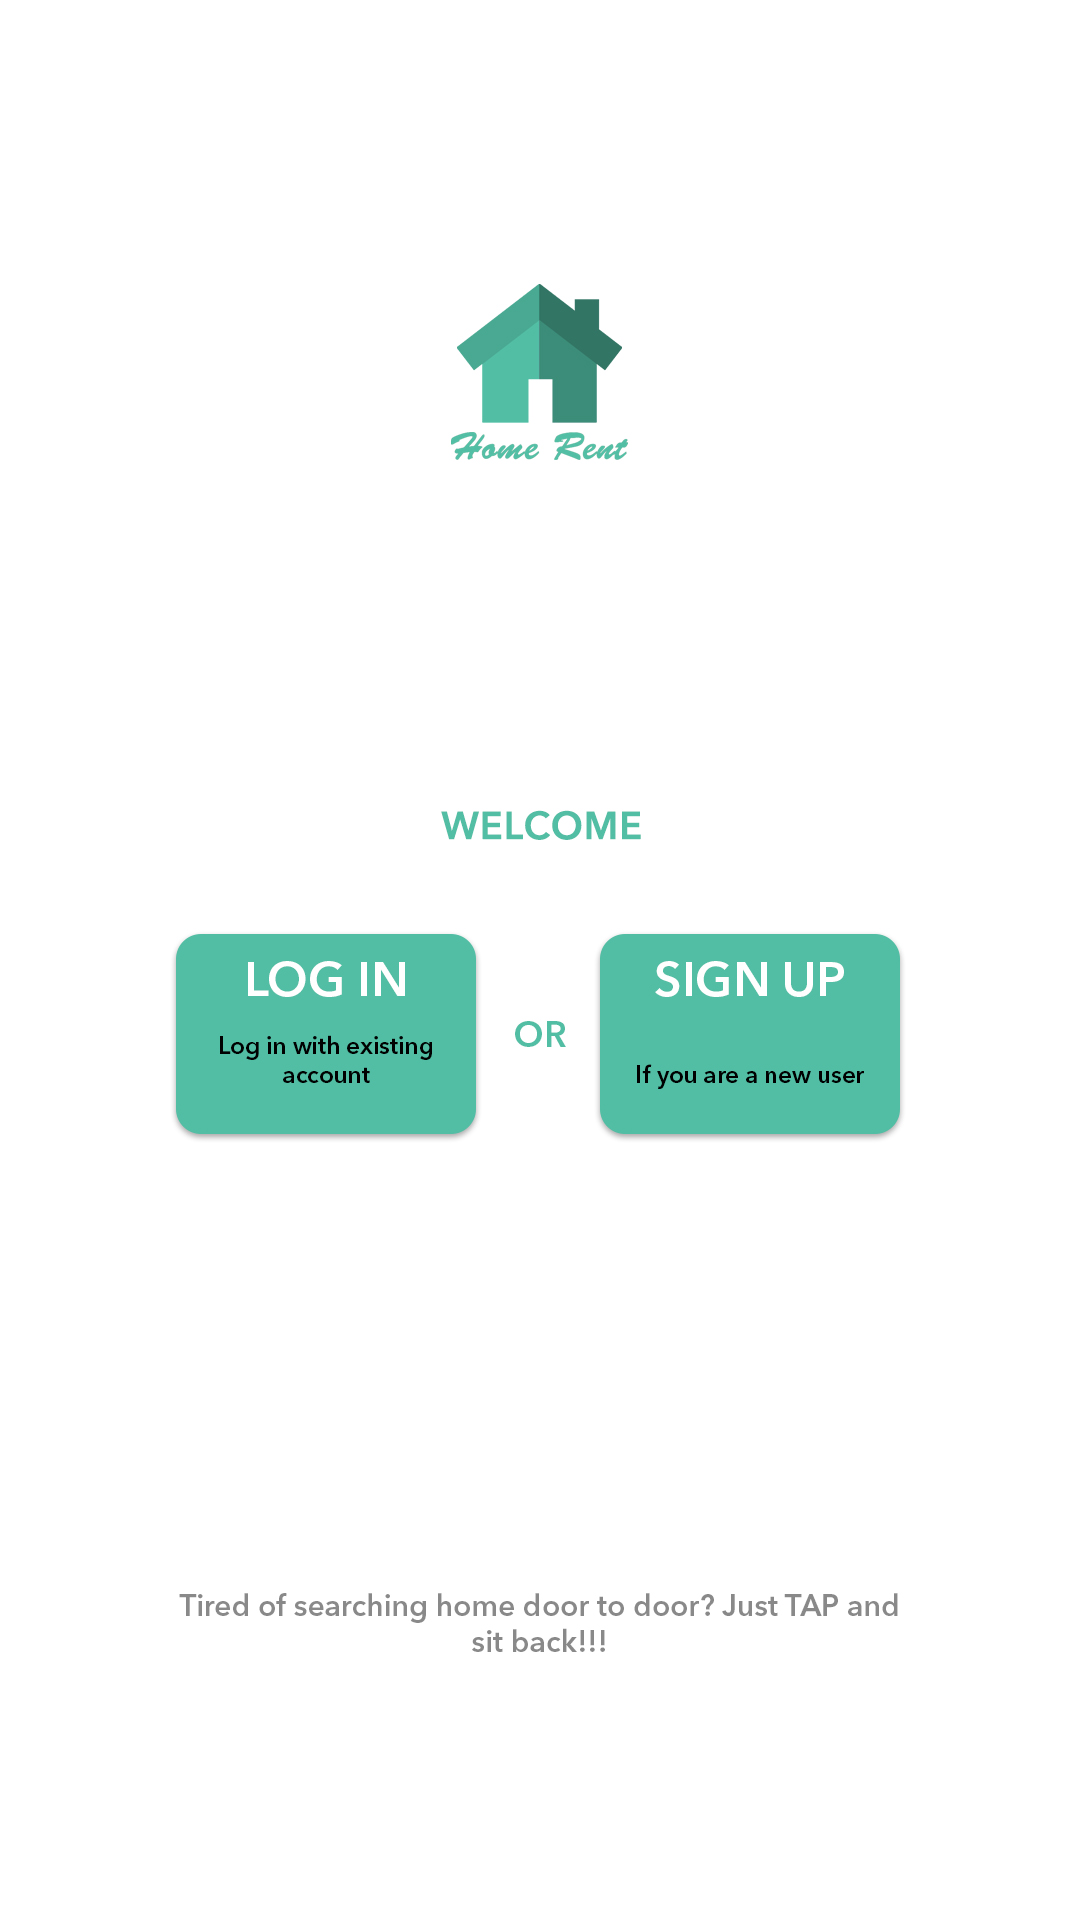 Home Rent
WELCOME
LOG IN
Log in with existing
account
OR
SIGN UP
If you are a new user
Tired of searching home door to door? Just TAP and
sit back!!!